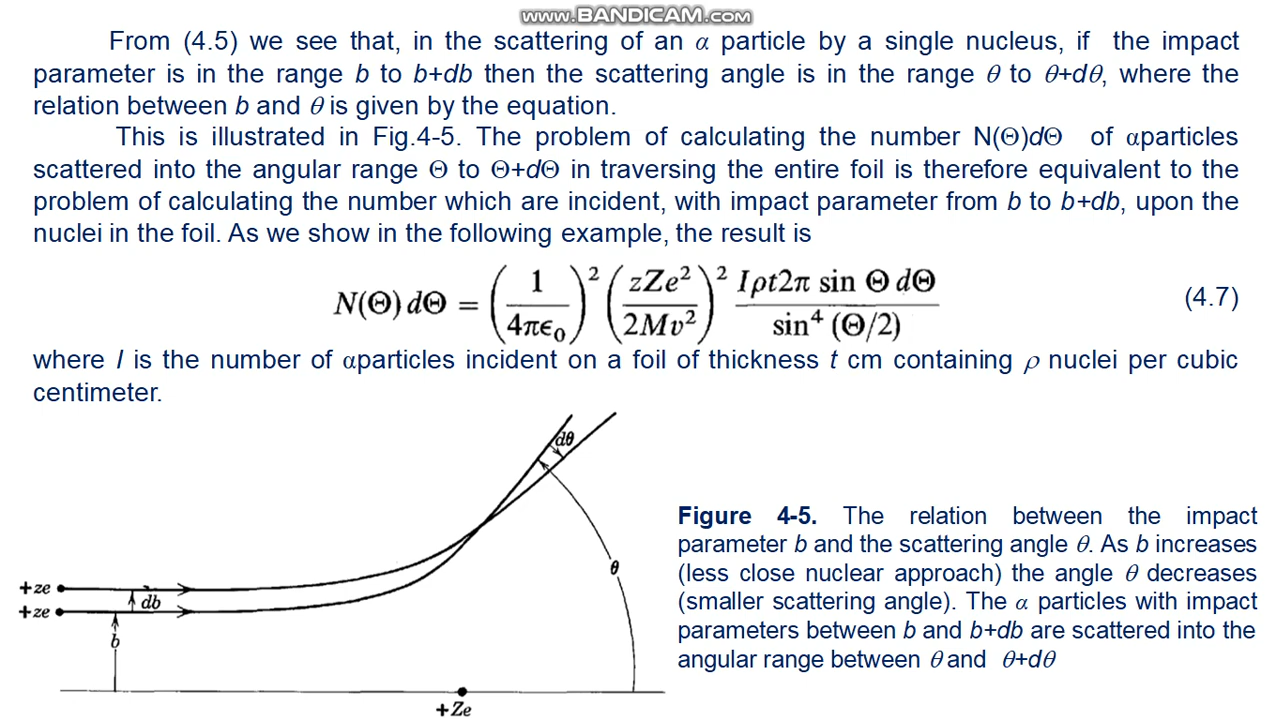 www.BANDICAM.com
From (4.5) we see that, in the scattering of an α particle by a single nucleus, if the impact
parameter is in the range b to b+db then the scattering angle is in the range θ to θ+dθ, where the
relation between b and θ is given by the equation.
This is illustrated in Fig.4-5. The problem of calculating the number N(Θ)dΘ of αparticles
scattered into the angular range Θ to Θ+dΘ in traversing the entire foil is therefore equivalent to the
problem of calculating the number which are incident, with impact parameter from b to b+db, upon the
nuclei in the foil. As we show in the following example, the result is
N(Θ) dΘ = (1/4πϵ₀)² (zZe²/2Mv²)² Iρt2π sin Θ dΘ / sin⁴ (Θ/2) (4.7)
where I is the number of αparticles incident on a foil of thickness t cm containing ρ nuclei per cubic
centimeter.
dθ
θ
+ze
db
+ze
b
+Ze
Figure 4-5. The relation between the impact
parameter b and the scattering angle θ. As b increases
(less close nuclear approach) the angle θ decreases
(smaller scattering angle). The α particles with impact
parameters between b and b+db are scattered into the
angular range between θ and θ+dθ